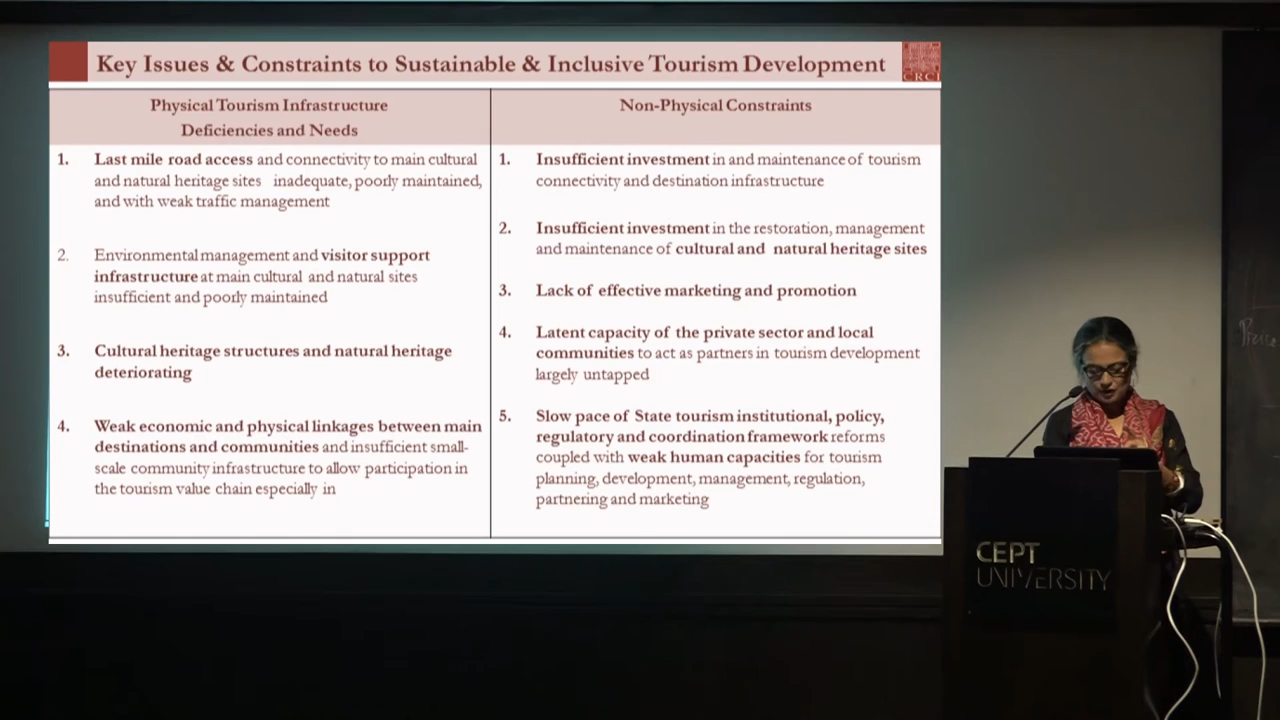 Key Issues & Constraints to Sustainable & Inclusive Tourism Development
CRCI
Physical Tourism Infrastructure
Deficiencies and Needs
1. Last mile road access and connectivity to main cultural
and natural heritage sites inadequate, poorly maintained,
and with weak traffic management
2. Environmental management and visitor support
infrastructure at main cultural and natural sites
insufficient and poorly maintained
3. Cultural heritage structures and natural heritage
deteriorating
4. Weak economic and physical linkages between main
destinations and communities and insufficient small-
scale community infrastructure to allow participation in
the tourism value chain especially in
Non-Physical Constraints
1. Insufficient investment in and maintenance of tourism
connectivity and destination infrastructure
2. Insufficient investment in the restoration, management
and maintenance of cultural and natural heritage sites
3. Lack of effective marketing and promotion
4. Latent capacity of the private sector and local
communities to act as partners in tourism development
largely untapped
5. Slow pace of State tourism institutional, policy,
regulatory and coordination framework reforms
coupled with weak human capacities for tourism
planning, development, management, regulation,
partnering and marketing
CEPT
UNIVERSITY